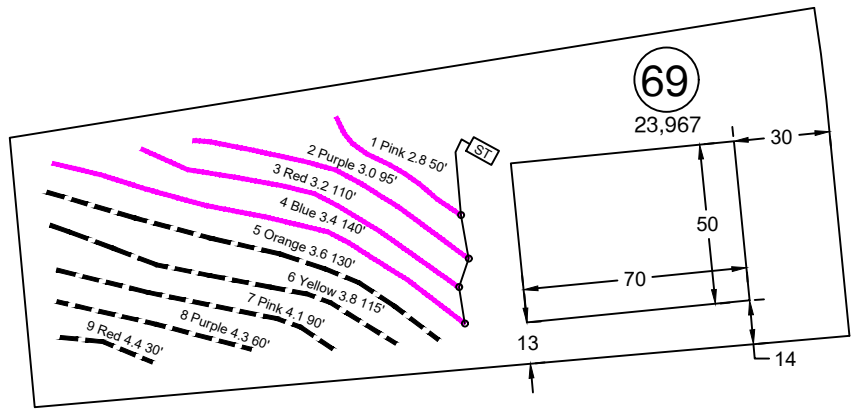 69
23,967
30
1 Pink 2.8 50'
ST
2 Purple 3.0 95'
3 Red 3.2 110'
4 Blue 3.4 140'
50
5 Orange 3.6 130'
6 Yellow 3.8 115'
70
7 Pink 4.1 90'
8 Purple 4.3 60'
9 Red 4.4 30'
13
14